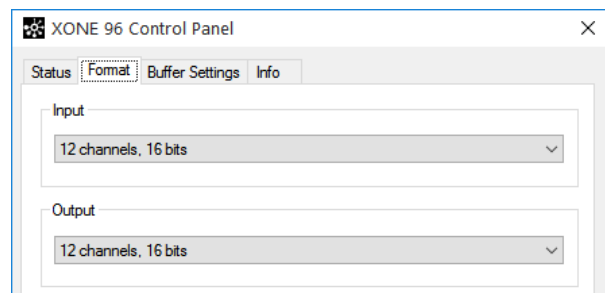 XONE 96 Control Panel
Status Format Buffer Settings Info
Input
12 channels, 16 bits
Output
12 channels, 16 bits